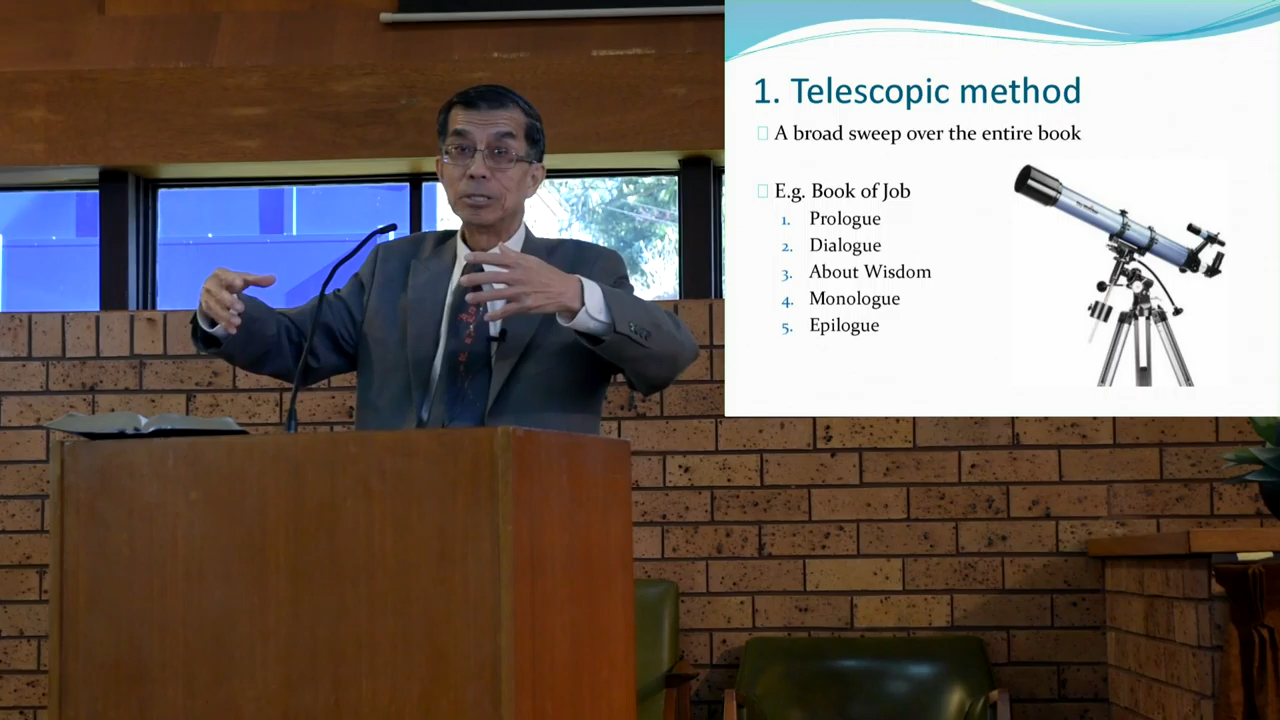 1. Telescopic method
A broad sweep over the entire book
E.g. Book of Job
1. Prologue
2. Dialogue
3. About Wisdom
4. Monologue
5. Epilogue